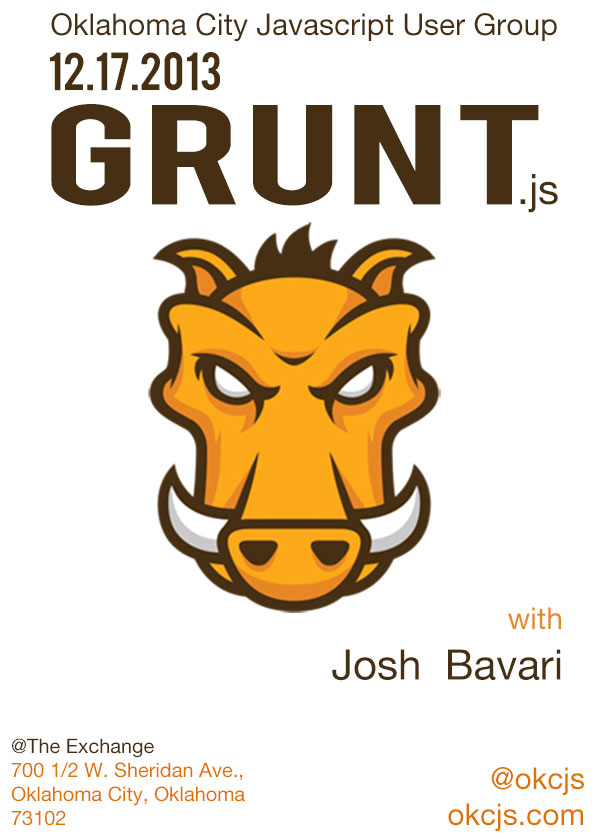 Oklahoma City Javascript User Group
12.17.2013
GRUNT.js
with
Josh Bavari
@The Exchange
700 1/2 W. Sheridan Ave.,
Oklahoma City, Oklahoma
73102
@okcjs
okcjs.com